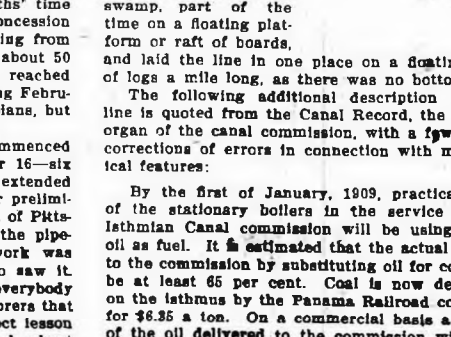 ths' time
oncession
ing from
about 50
reached
ng Febru-
ians, but
mmenced
r 16—six
extended
prelimi-
of Pitts-
the pipe-
work was
o saw it.
everybody
orers that
ct lesson
swamp, part of the
time on a floating plat-
form or raft of boards,
and laid the line in one place on a floati
of logs a mile long, as there was no botto
The following additional description
line is quoted from the Canal Record, the
organ of the canal commission, with a few
corrections of errors in connection with m
ical features:
By the first of January, 1909, practica
of the stationary boilers in the service
Isthmian Canal commission will be using
oil as fuel. It is estimated that the actual
to the commission by substituting oil for co
be at least 65 per cent. Coal is now de
on the isthmus by the Panama Railroad co
for $6.35 a ton. On a commercial basis a
of the oil delivered to the commission wi